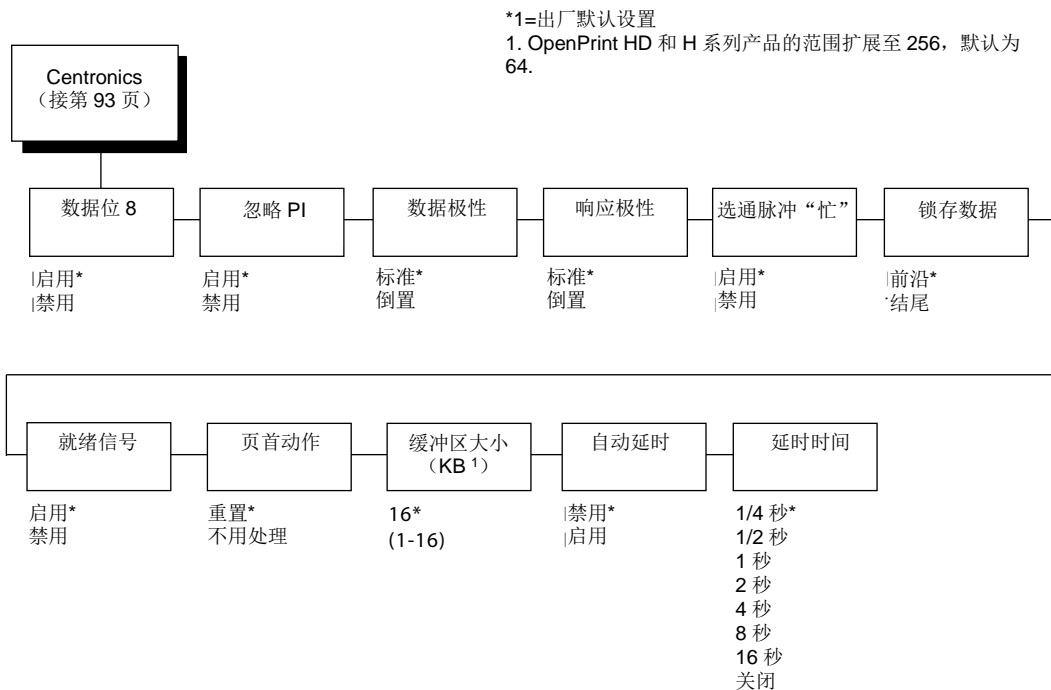 *1=出厂默认设置
1. OpenPrint HD 和 H 系列产品的范围扩展至 256，默认为
64.
Centronics
（接第 93 页）
数据位 8
启用*
禁用
忽略 PI
启用*
禁用
数据极性
标准*
倒置
响应极性
标准*
倒置
选通脉冲“忙”
启用*
禁用
锁存数据
前沿*
结尾
就绪信号
启用*
禁用
页首动作
重置*
不用处理
缓冲区大小
（KB ¹）
16*
(1-16)
自动延时
禁用*
启用
延时时间
1/4 秒*
1/2 秒
1 秒
2 秒
4 秒
8 秒
16 秒
关闭